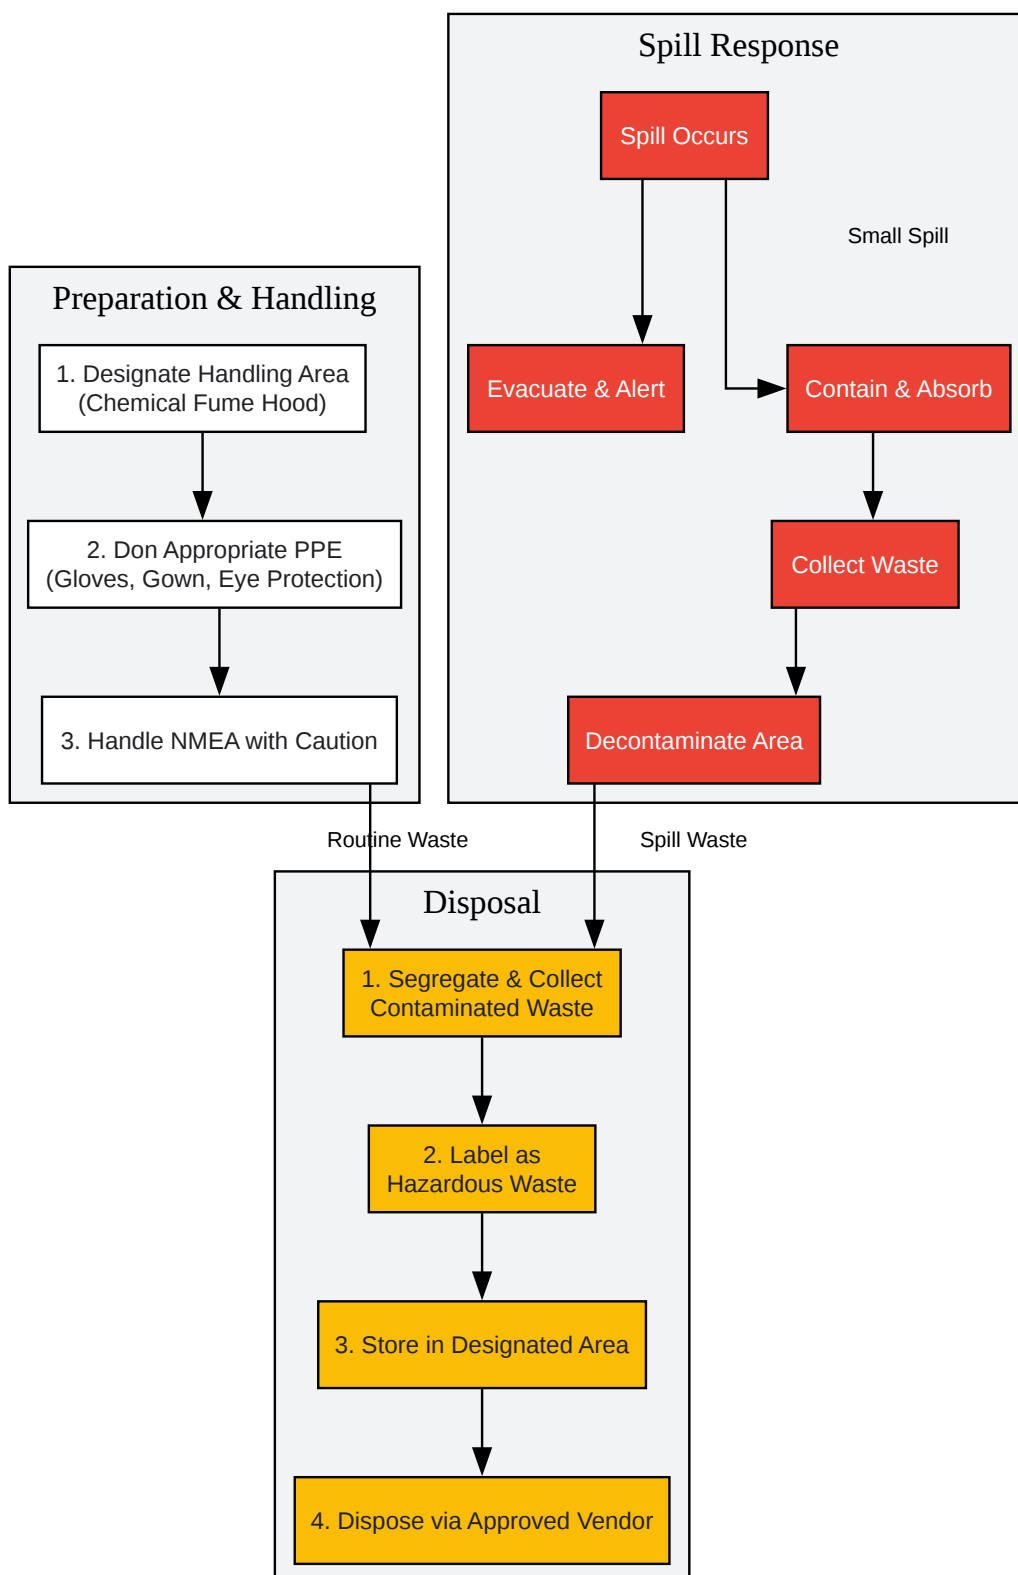 Spill Response
Spill Occurs
Small Spill
Evacuate & Alert
Contain & Absorb
Collect Waste
Decontaminate Area
Preparation & Handling
1. Designate Handling Area
(Chemical Fume Hood)
2. Don Appropriate PPE
(Gloves, Gown, Eye Protection)
3. Handle NMEA with Caution
Routine Waste
Spill Waste
Disposal
1. Segregate & Collect
Contaminated Waste
2. Label as
Hazardous Waste
3. Store in Designated Area
4. Dispose via Approved Vendor